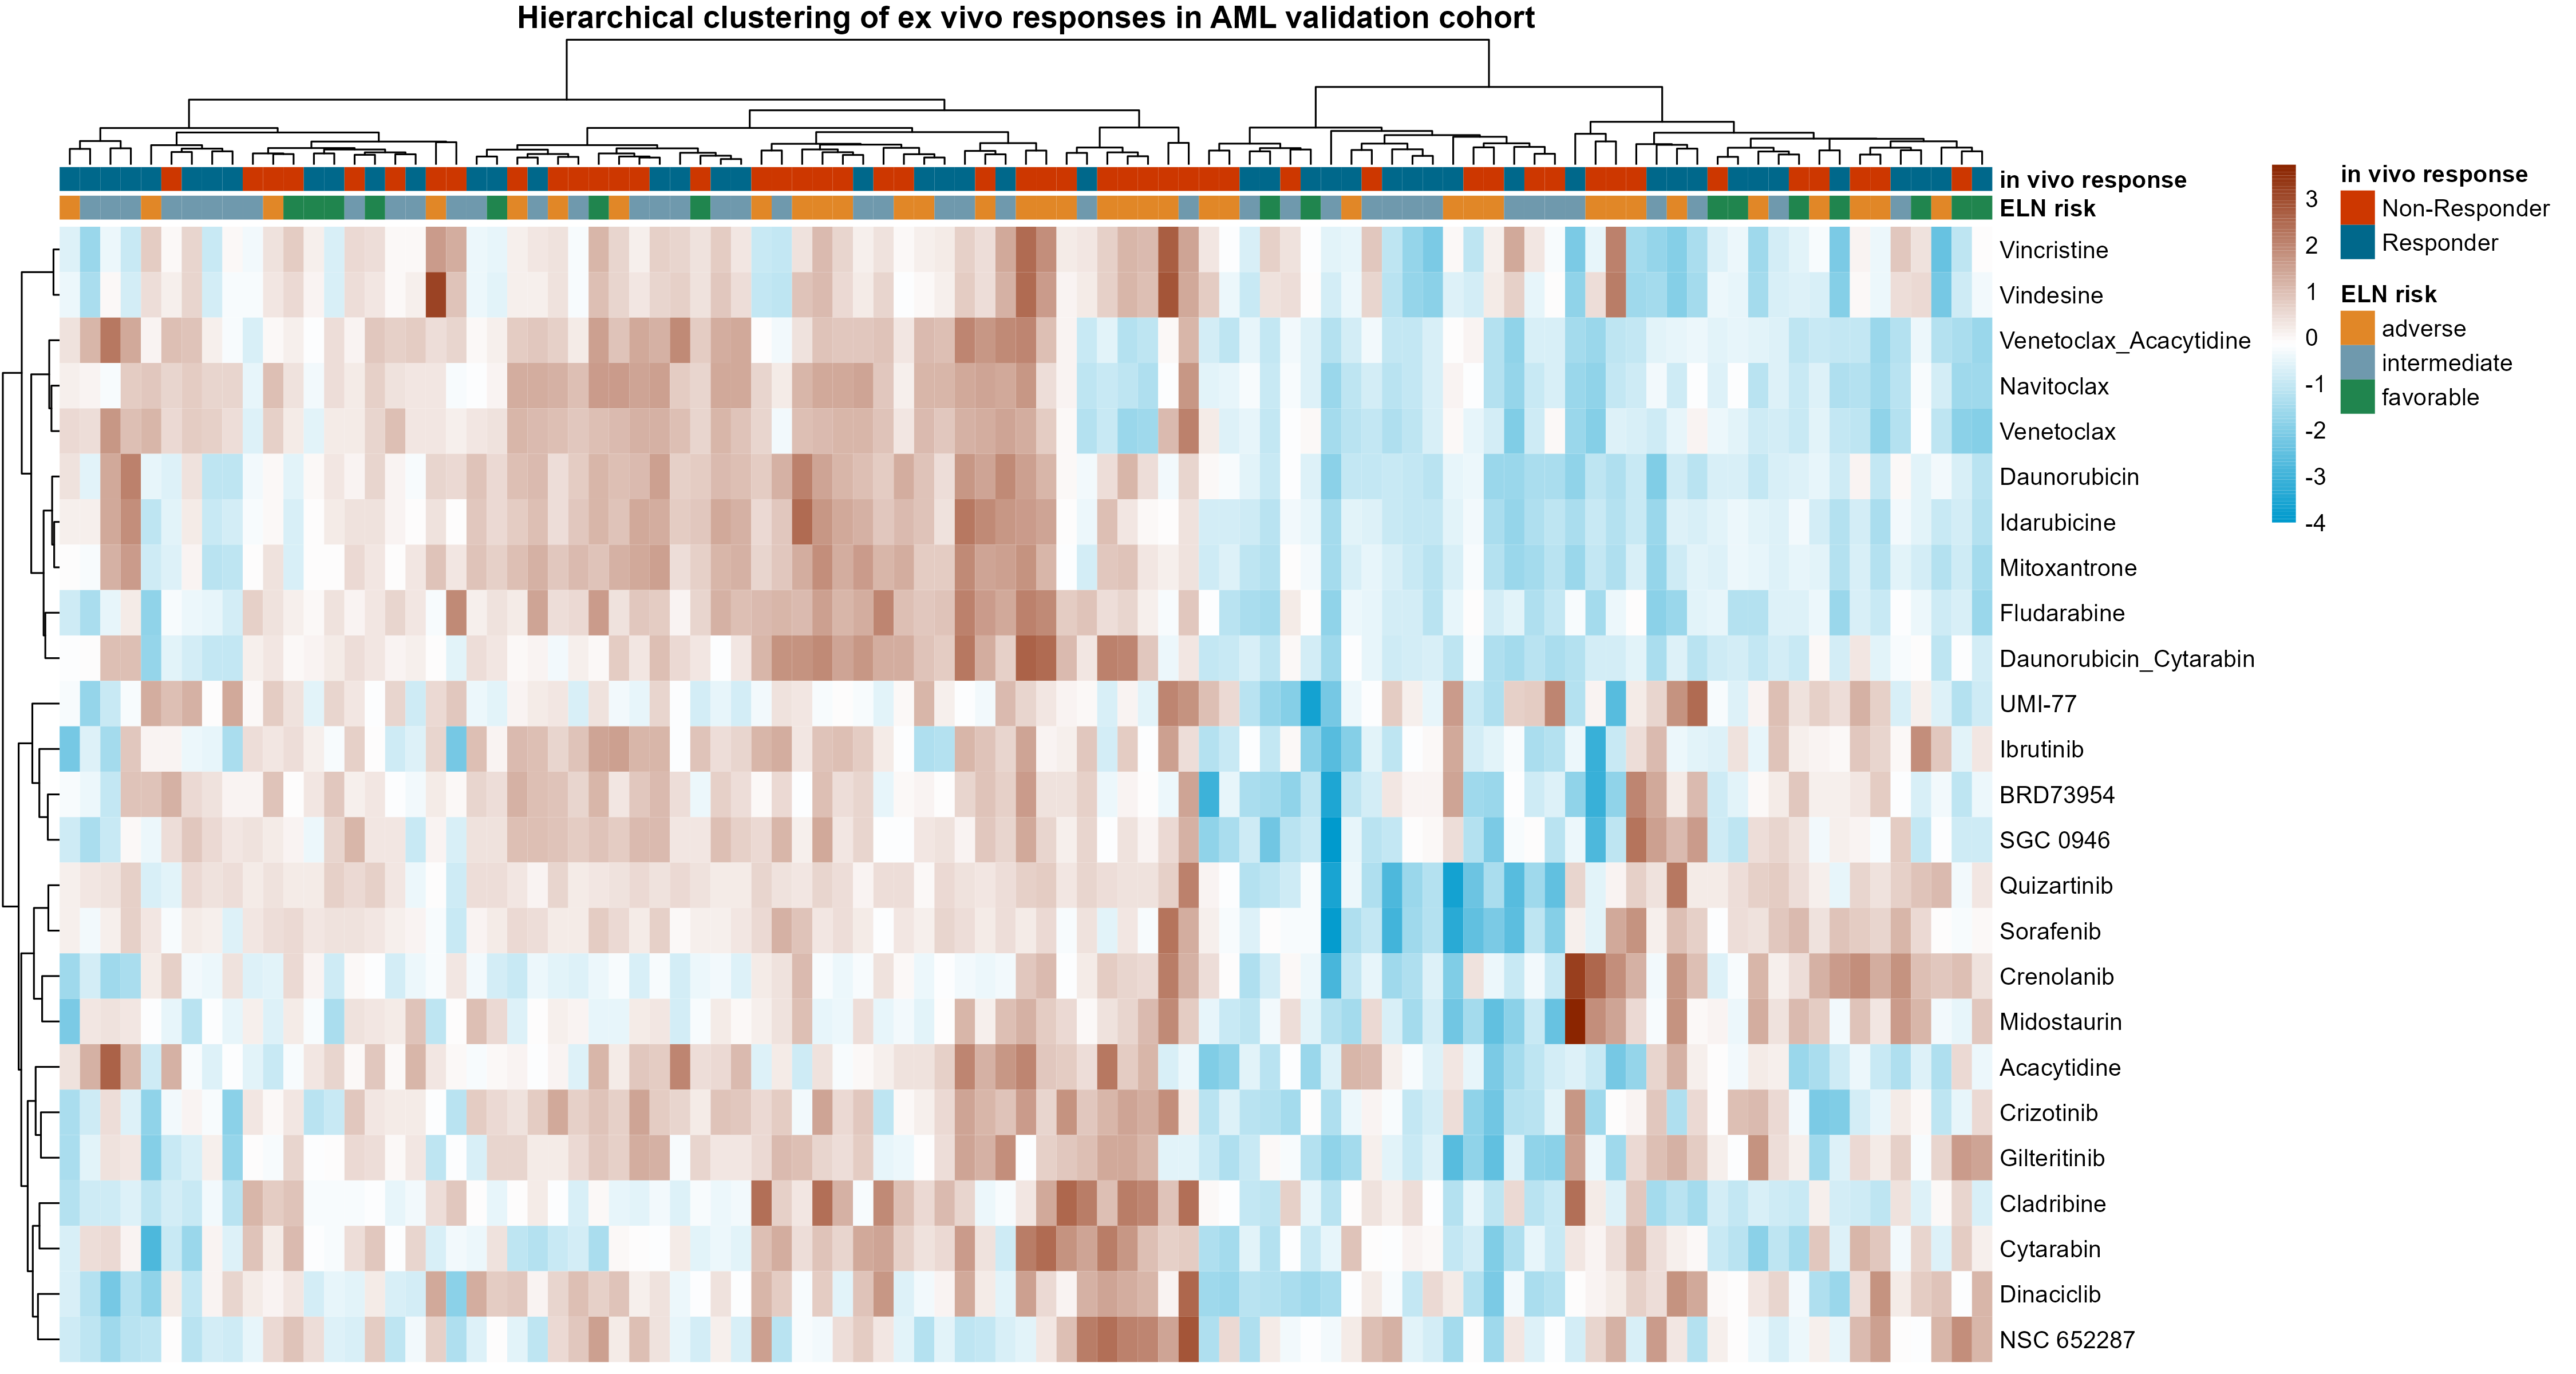 Hierarchical clustering of ex vivo responses in AML validation cohort
in vivo response
ELN risk
Vincristine
Vindesine
Venetoclax_Acacytidine
Navitoclax
Venetoclax
Daunorubicin
Idarubicine
Mitoxantrone
Fludarabine
Daunorubicin_Cytarabin
UMI-77
Ibrutinib
BRD73954
SGC 0946
Quizartinib
Sorafenib
Crenolanib
Midostaurin
Acacytidine
Crizotinib
Gilteritinib
Cladribine
Cytarabin
Dinaciclib
NSC 652287
3
2
1
0
-1
-2
-3
-4
in vivo response
Non-Responder
Responder
ELN risk
adverse
intermediate
favorable